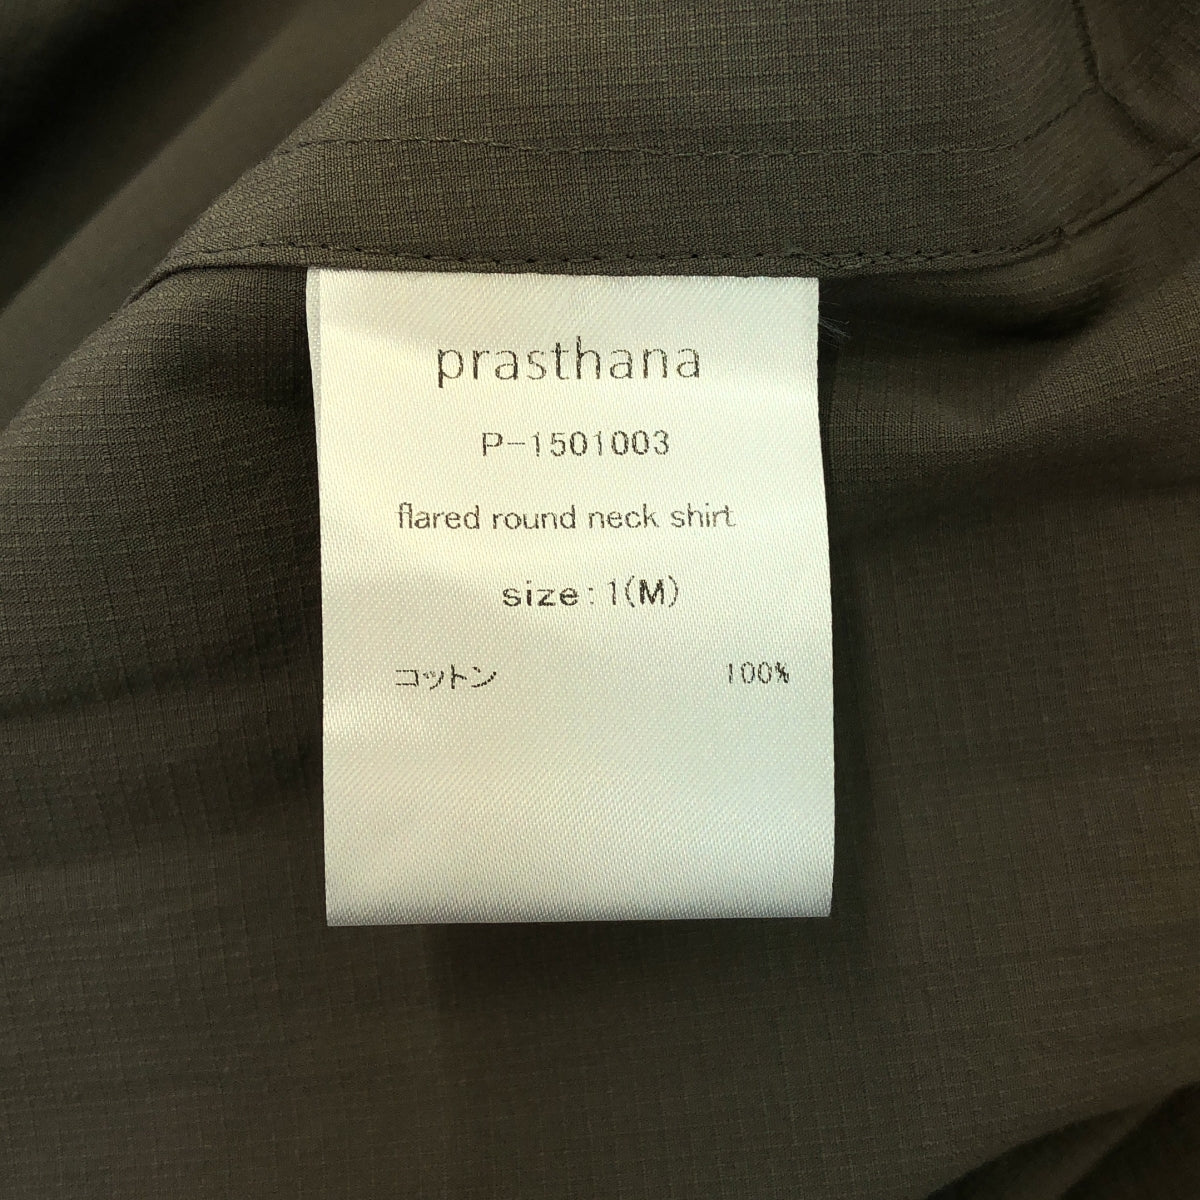 prasthana
P-1501003
flared round neck shirt
size:1(M)
コットン 100%